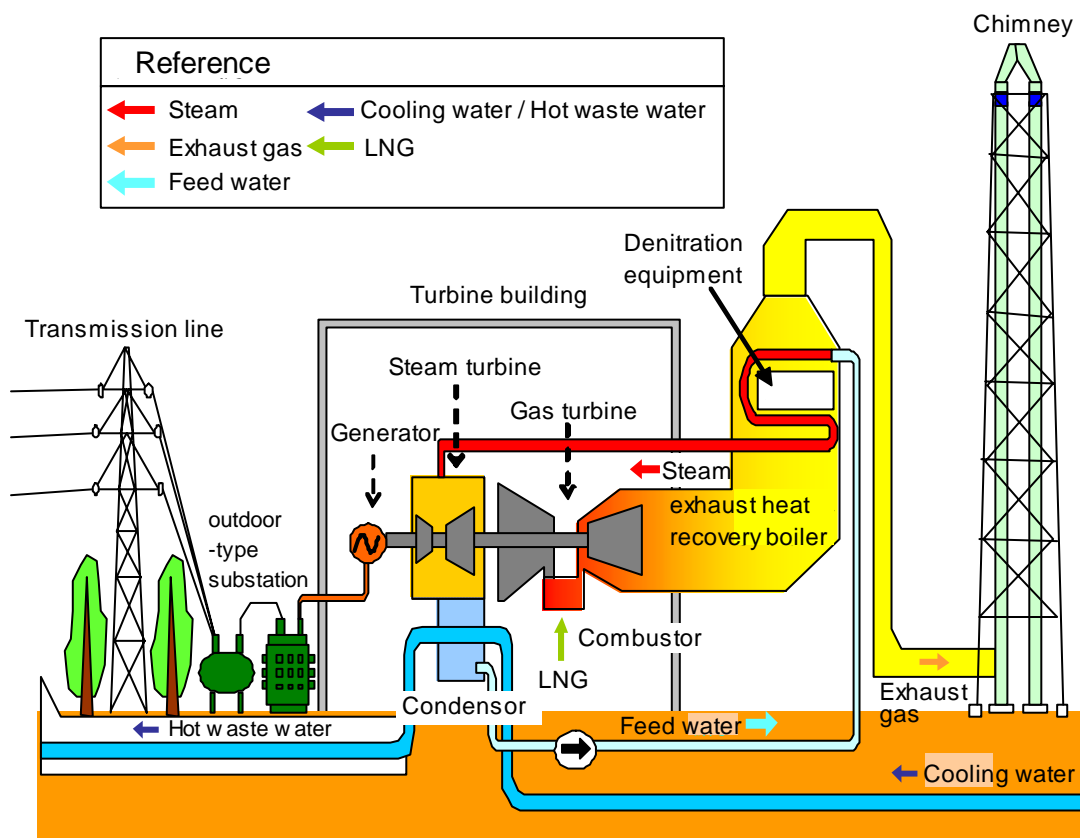 Chimney
Reference
Steam
Cooling water / Hot waste water
Exhaust gas
LNG
Feed water
Denitration
equipment
Turbine building
Transmission line
Steam turbine
Gas turbine
Generator
Steam
exhaust heat
recovery boiler
outdoor
-type
substation
Combustor
LNG
Condensor
Exhaust
gas
Hot waste water
Feed water
Cooling water